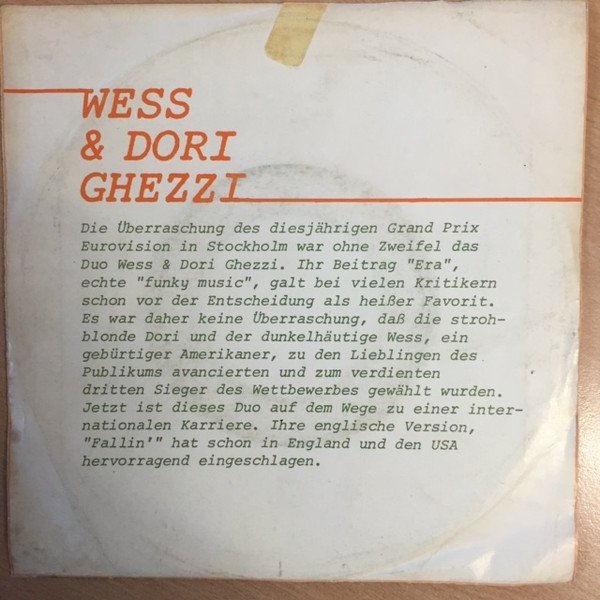 WESS
& DORI
GHEZZI
Die Überraschung des diesjährigen Grand Prix
Eurovision in Stockholm war ohne Zweifel das
Duo Wess & Dori Ghezzi. Ihr Beitrag "Era",
echte "funky music", galt bei vielen Kritikern
schon vor der Entscheidung als heißer Favorit.
Es war daher keine Überraschung, daß die stroh-
blonde Dori und der dunkelhäutige Wess, ein
gebürtiger Amerikaner, zu den Lieblingen des
Publikums avancierten und zum verdienten
dritten Sieger des Wettbewerbes gewählt wurden.
Jetzt ist dieses Duo auf dem Wege zu einer inter-
nationalen Karriere. Ihre englische Version,
"Fallin'" hat schon in England und den USA
hervorragend eingeschlagen.